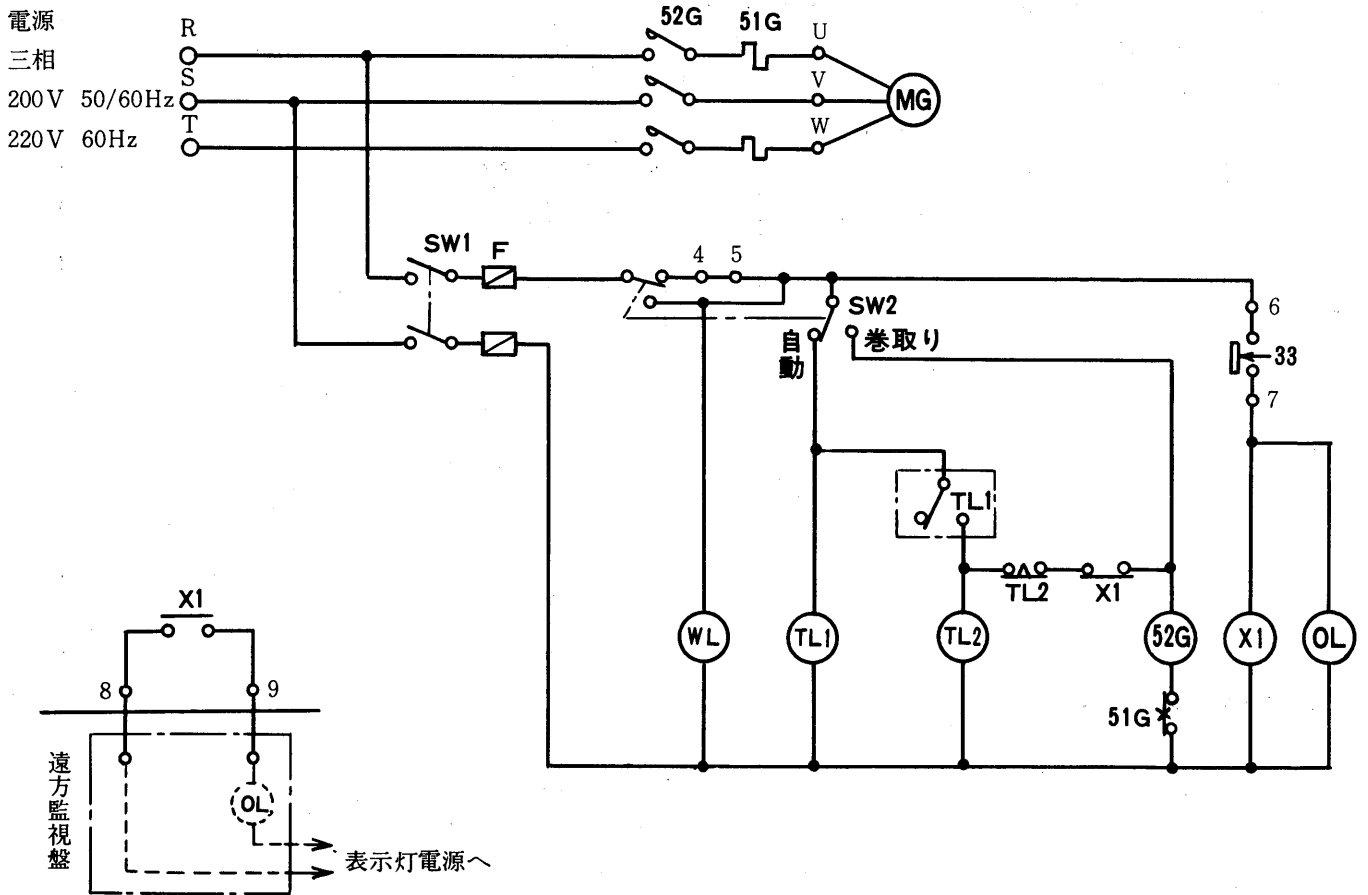 電源
三相
200V 50/60Hz
220V 60Hz
R
S
T
52G
51G
U
V
W
MG
SW1
F
4
5
SW2
自動
巻取り
6
33
7
TL1
TL2
X1
WL
TL1
TL2
52G
X1
OL
51G
X1
8
9
遠方監視盤
OL
表示灯電源へ